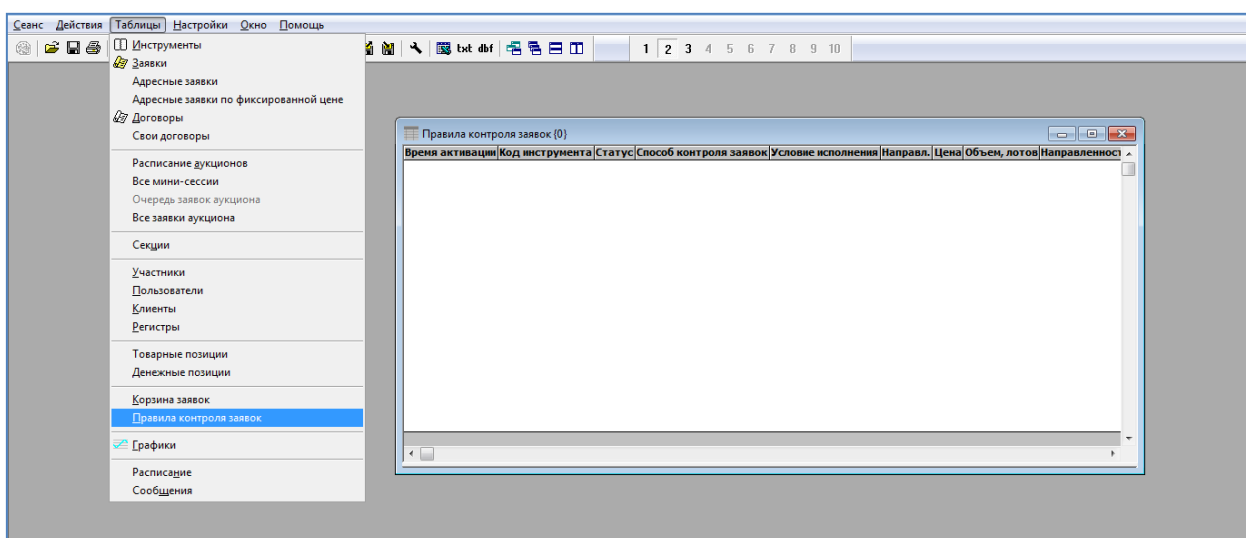 Сеанс Действия Таблицы Настройки Окно Помощь
txt dbf 1 2 3 4 5 6 7 8 9 10
Инструменты
Заявки
Адресные заявки
Адресные заявки по фиксированной цене
Договоры
Свои договоры
Расписание аукционов
Все мини-сессии
Очередь заявок аукциона
Все заявки аукциона
Секции
Участники
Пользователи
Клиенты
Регистры
Товарные позиции
Денежные позиции
Корзина заявок
Правила контроля заявок
Графики
Расписание
Сообщения
Правила контроля заявок {0}
Время активации Код инструмента Статус Способ контроля заявок Условие исполнения Направл. Цена Объем, лотов Направленност